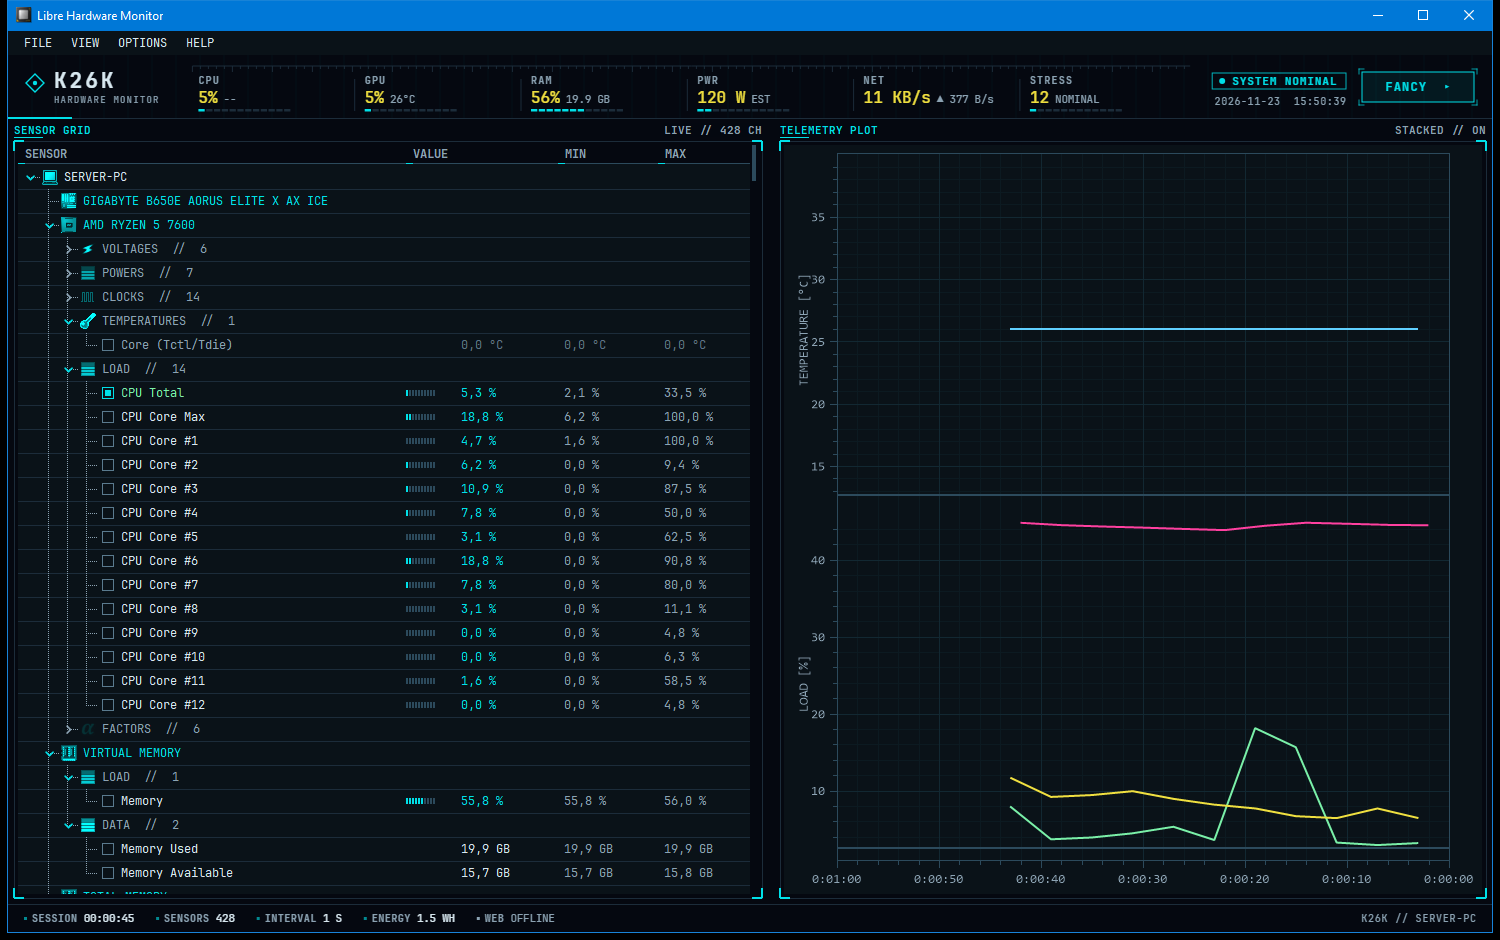 Libre Hardware Monitor
FILE VIEW OPTIONS HELP
K26K
HARDWARE MONITOR
CPU
5% --
GPU
5% 26°C
RAM
56% 19.9 GB
PWR
120 W EST
NET
11 KB/s ▲ 377 B/s
STRESS
12 NOMINAL
SYSTEM NOMINAL
2026-11-23 15:50:39
FANCY
SENSOR GRID LIVE // 428 CH
SENSOR VALUE MIN MAX
SERVER-PC
GIGABYTE B650E AORUS ELITE X AX ICE
AMD RYZEN 5 7600
VOLTAGES // 6
POWERS // 7
CLOCKS // 14
TEMPERATURES // 1
Core (Tctl/Tdie) 0,0 °C 0,0 °C 0,0 °C
LOAD // 14
CPU Total 5,3 % 2,1 % 33,5 %
CPU Core Max 18,8 % 6,2 % 100,0 %
CPU Core #1 4,7 % 1,6 % 100,0 %
CPU Core #2 6,2 % 0,0 % 9,4 %
CPU Core #3 10,9 % 0,0 % 87,5 %
CPU Core #4 7,8 % 0,0 % 50,0 %
CPU Core #5 3,1 % 0,0 % 62,5 %
CPU Core #6 18,8 % 0,0 % 90,8 %
CPU Core #7 7,8 % 0,0 % 80,0 %
CPU Core #8 3,1 % 0,0 % 11,1 %
CPU Core #9 0,0 % 0,0 % 4,8 %
CPU Core #10 0,0 % 0,0 % 6,3 %
CPU Core #11 1,6 % 0,0 % 58,5 %
CPU Core #12 0,0 % 0,0 % 4,8 %
α FACTORS // 6
VIRTUAL MEMORY
LOAD // 1
Memory 55,8 % 55,8 % 56,0 %
DATA // 2
Memory Used 19,9 GB 19,9 GB 19,9 GB
Memory Available 15,7 GB 15,7 GB 15,8 GB
TELEMETRY PLOT STACKED // ON
TEMPERATURE [°C]
35
30
25
20
15
LOAD [%]
40
30
20
10
0:01:00 0:00:50 0:00:40 0:00:30 0:00:20 0:00:10 0:00:00
SESSION 00:00:45 SENSORS 428 INTERVAL 1 S ENERGY 1.5 WH WEB OFFLINE
K26K // SERVER-PC